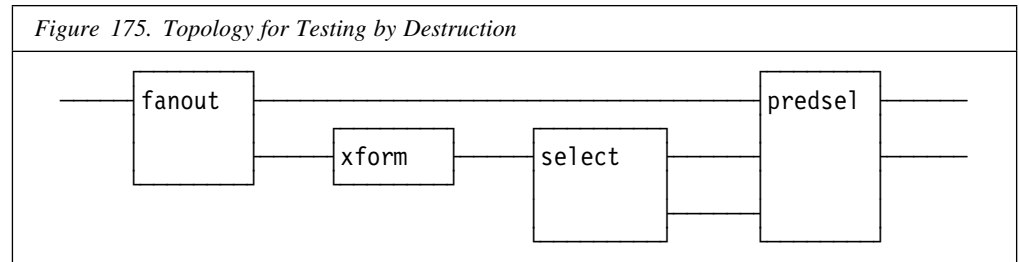 Figure 175. Topology for Testing by Destruction
fanout
predsel
xform
select